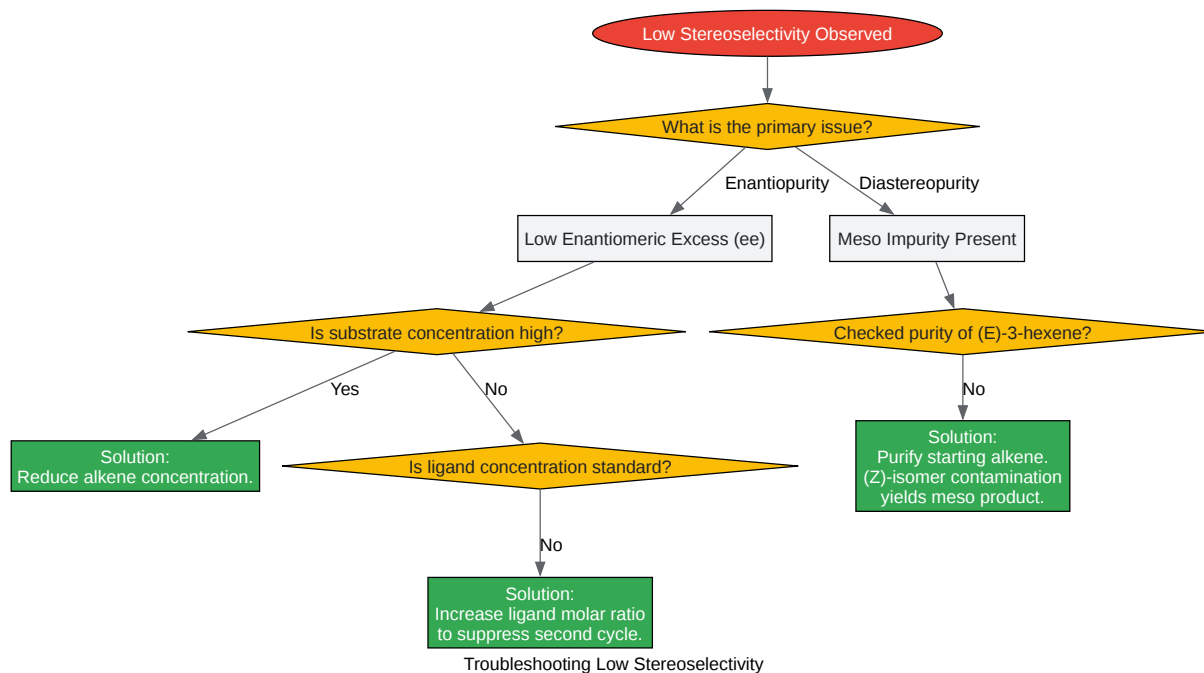 Low Stereoselectivity Observed
What is the primary issue?
Enantiopurity
Diastereopurity
Low Enantiomeric Excess (ee)
Meso Impurity Present
Is substrate concentration high?
Checked purity of (E)-3-hexene?
Yes
No
No
Solution:
Reduce alkene concentration.
Is ligand concentration standard?
Solution:
Purify starting alkene.
(Z)-isomer contamination
yields meso product.
No
Solution:
Increase ligand molar ratio
to suppress second cycle.
Troubleshooting Low Stereoselectivity